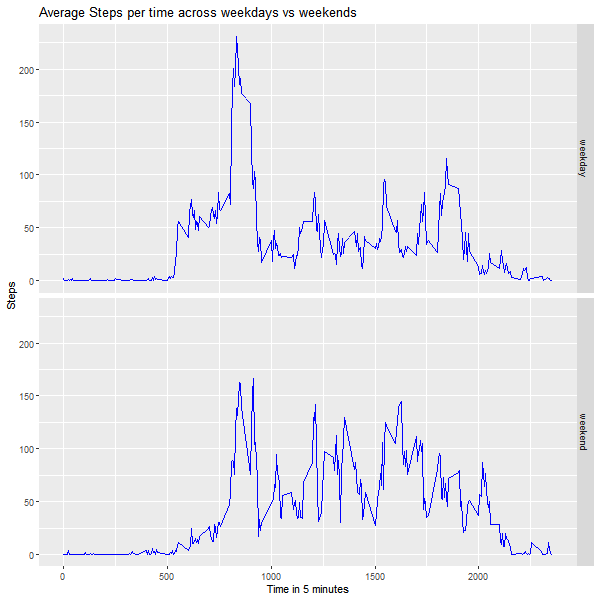 Average Steps per time across weekdays vs weekends
200
150
100
50
0
weekday
Steps
200
150
100
50
0
weekend
0 500 1000 1500 2000
Time in 5 minutes